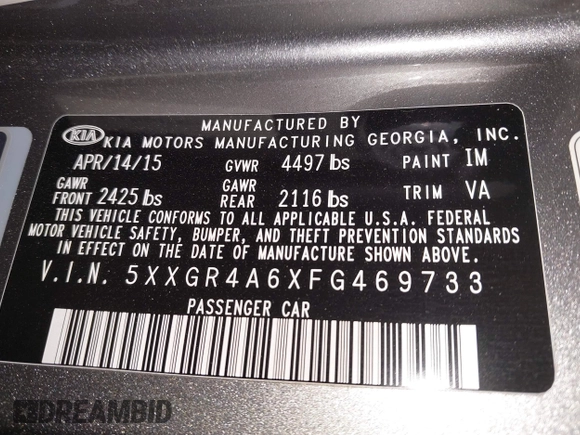 MANUFACTURED BY
KIA KIA MOTORS MANUFACTURING GEORGIA, INC.
APR/14/15 GVWR 4497 lbs PAINT IM
GAWR FRONT 2425 lbs GAWR REAR 2116 lbs TRIM VA
THIS VEHICLE CONFORMS TO ALL APPLICABLE U.S.A. FEDERAL
MOTOR VEHICLE SAFETY, BUMPER, AND THEFT PREVENTION STANDARDS
IN EFFECT ON THE DATE OF MANUFACTURE SHOWN ABOVE.
V.I.N. 5XXGR4A6XFG469733
PASSENGER CAR
DREAMBID